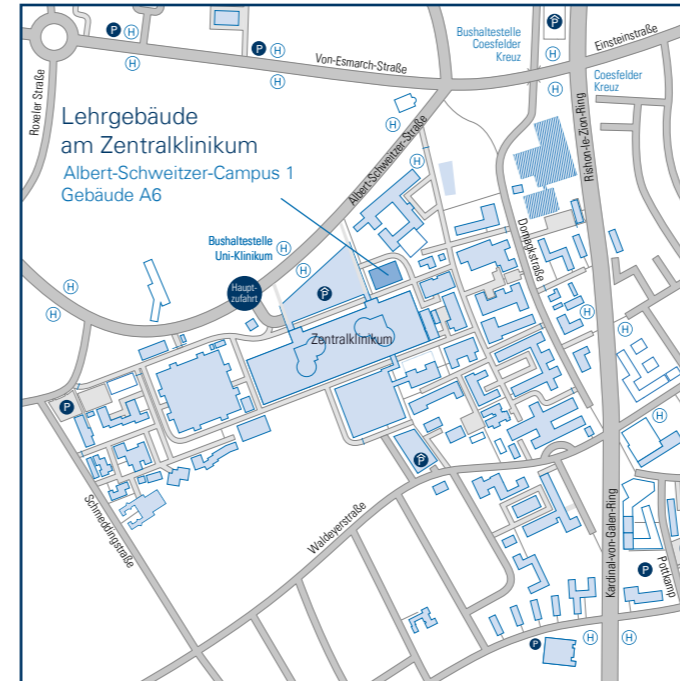 P
H
P
H
H
H
Von-Esmarch-Straße
Bushaltestelle
Coesfelder
Kreuz
P
H
Einsteinstraße
Coesfelder
Kreuz
H
Roxeler Straße
H
Rishon-le-Zion-Ring
Lehrgebäude
am Zentralklinikum
Albert-Schweitzer-Campus 1
Gebäude A6
H
Albert-Schweitzer-Straße
H
Domagkstraße
Bushaltestelle
Uni-Klinikum
H
H
H
H
Haupt-
zufahrt
P
H
H
Zentralklinikum
P
H
P
Schmeddingstraße
Waldeyerstraße
Kardinal-von-Galen-Ring
P
Pottkamp
P
H
H